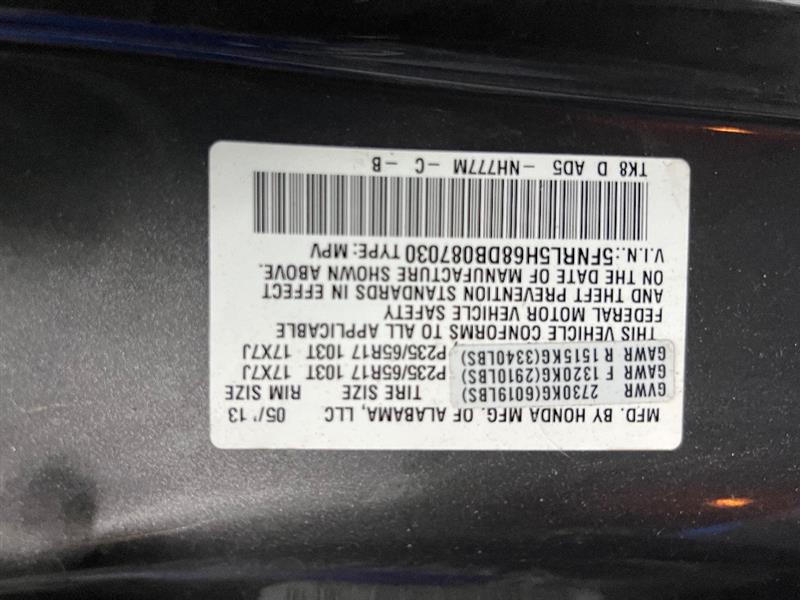 MFD. BY HONDA MFG. OF ALABAMA, LLC 05/'13
GVWR 2730KG(6019LBS) TIRE SIZE RIM SIZE
GAWR F 1320KG(2910LBS) P235/65R17 103T 17X7J
GAWR R 1515KG(3340LBS) P235/65R17 103T 17X7J
THIS VEHICLE CONFORMS TO ALL APPLICABLE
FEDERAL MOTOR VEHICLE SAFETY
AND THEFT PREVENTION STANDARDS IN EFFECT
ON THE DATE OF MANUFACTURE SHOWN ABOVE.
V.I.N.: 5FNRL5H68DB087030 TYPE: MPV
TK8 D AD5 -NH777M -C -B